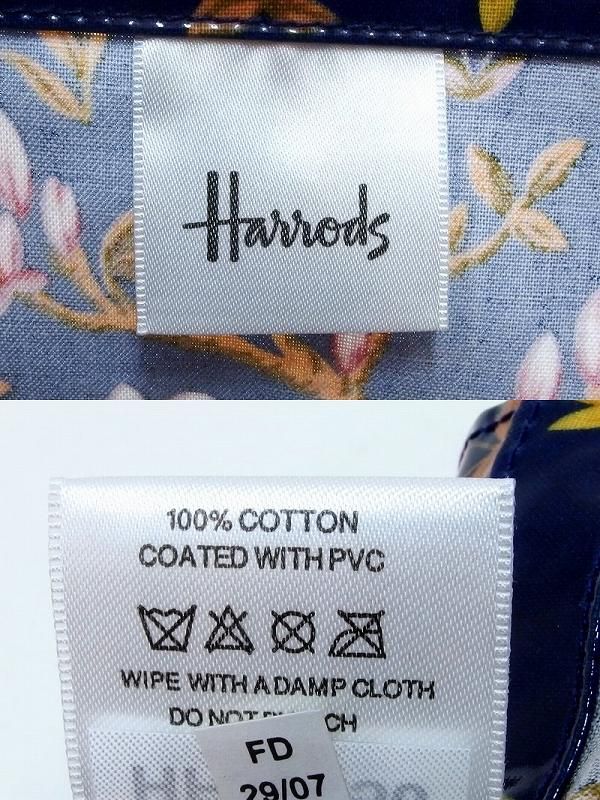 Harrods
100% COTTON
COATED WITH PVC
WIPE WITH A DAMP CLOTH
DO NOT
FD
29/07